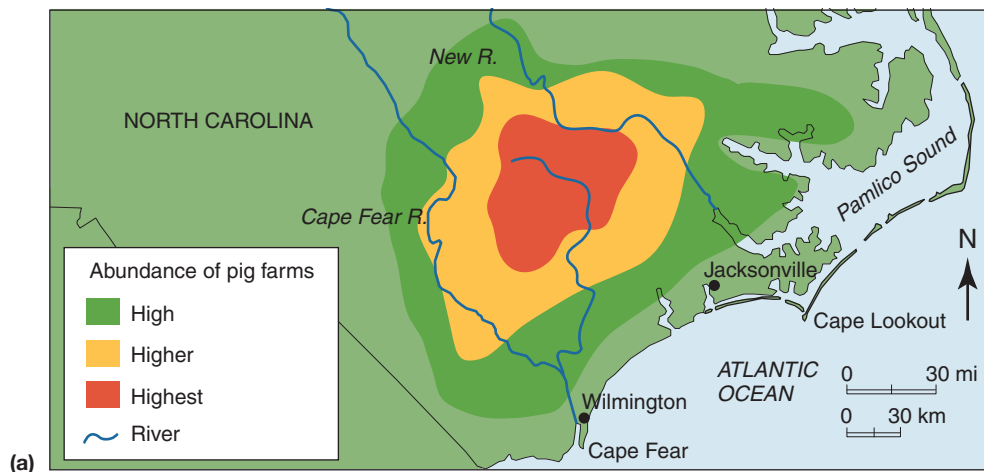 New R.
NORTH CAROLINA
Pamlico Sound
Cape Fear R.
N
Abundance of pig farms
High
Higher
Highest
River
Jacksonville
Cape Lookout
ATLANTIC
OCEAN
0 30 mi
0 30 km
Wilmington
Cape Fear
(a)